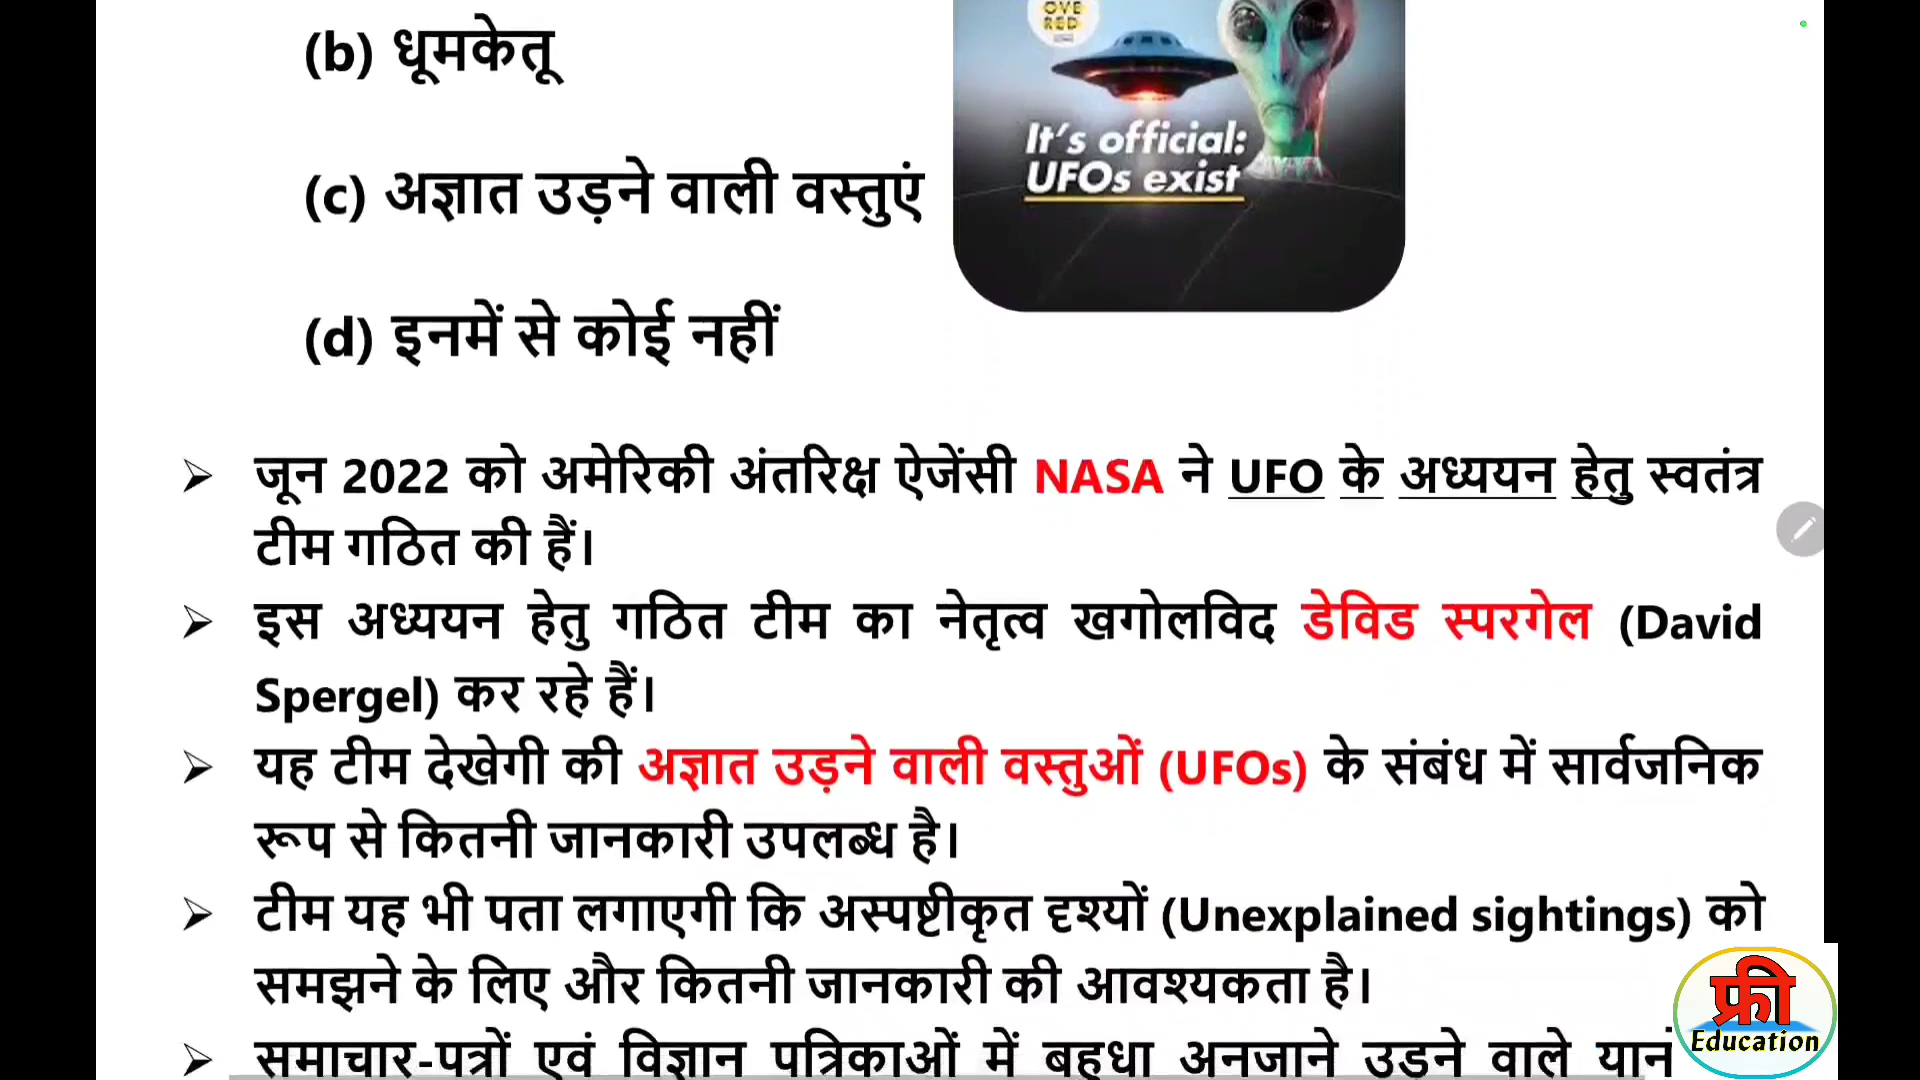 (b) धूमकेतू
OVE
RED
It's official:
UFOs exist
(c) अज्ञात उड़ने वाली वस्तुएं
(d) इनमें से कोई नहीं
जून 2022 को अमेरिकी अंतरिक्ष ऐजेंसी NASA ने UFO के अध्ययन हेतु स्वतंत्र
टीम गठित की हैं।
इस अध्ययन हेतु गठित टीम का नेतृत्व खगोलविद डेविड स्परगेल (David
Spergel) कर रहे हैं।
यह टीम देखेगी की अज्ञात उड़ने वाली वस्तुओं (UFOs) के संबंध में सार्वजनिक
रूप से कितनी जानकारी उपलब्ध है।
टीम यह भी पता लगाएगी कि अस्पष्टीकृत दृश्यों (Unexplained sightings) को
समझने के लिए और कितनी जानकारी की आवश्यकता है।
समाचार-पत्रों एवं विज्ञान पत्रिकाओं में बहुधा अनजाने उड़ने वाले
फ्री
Education